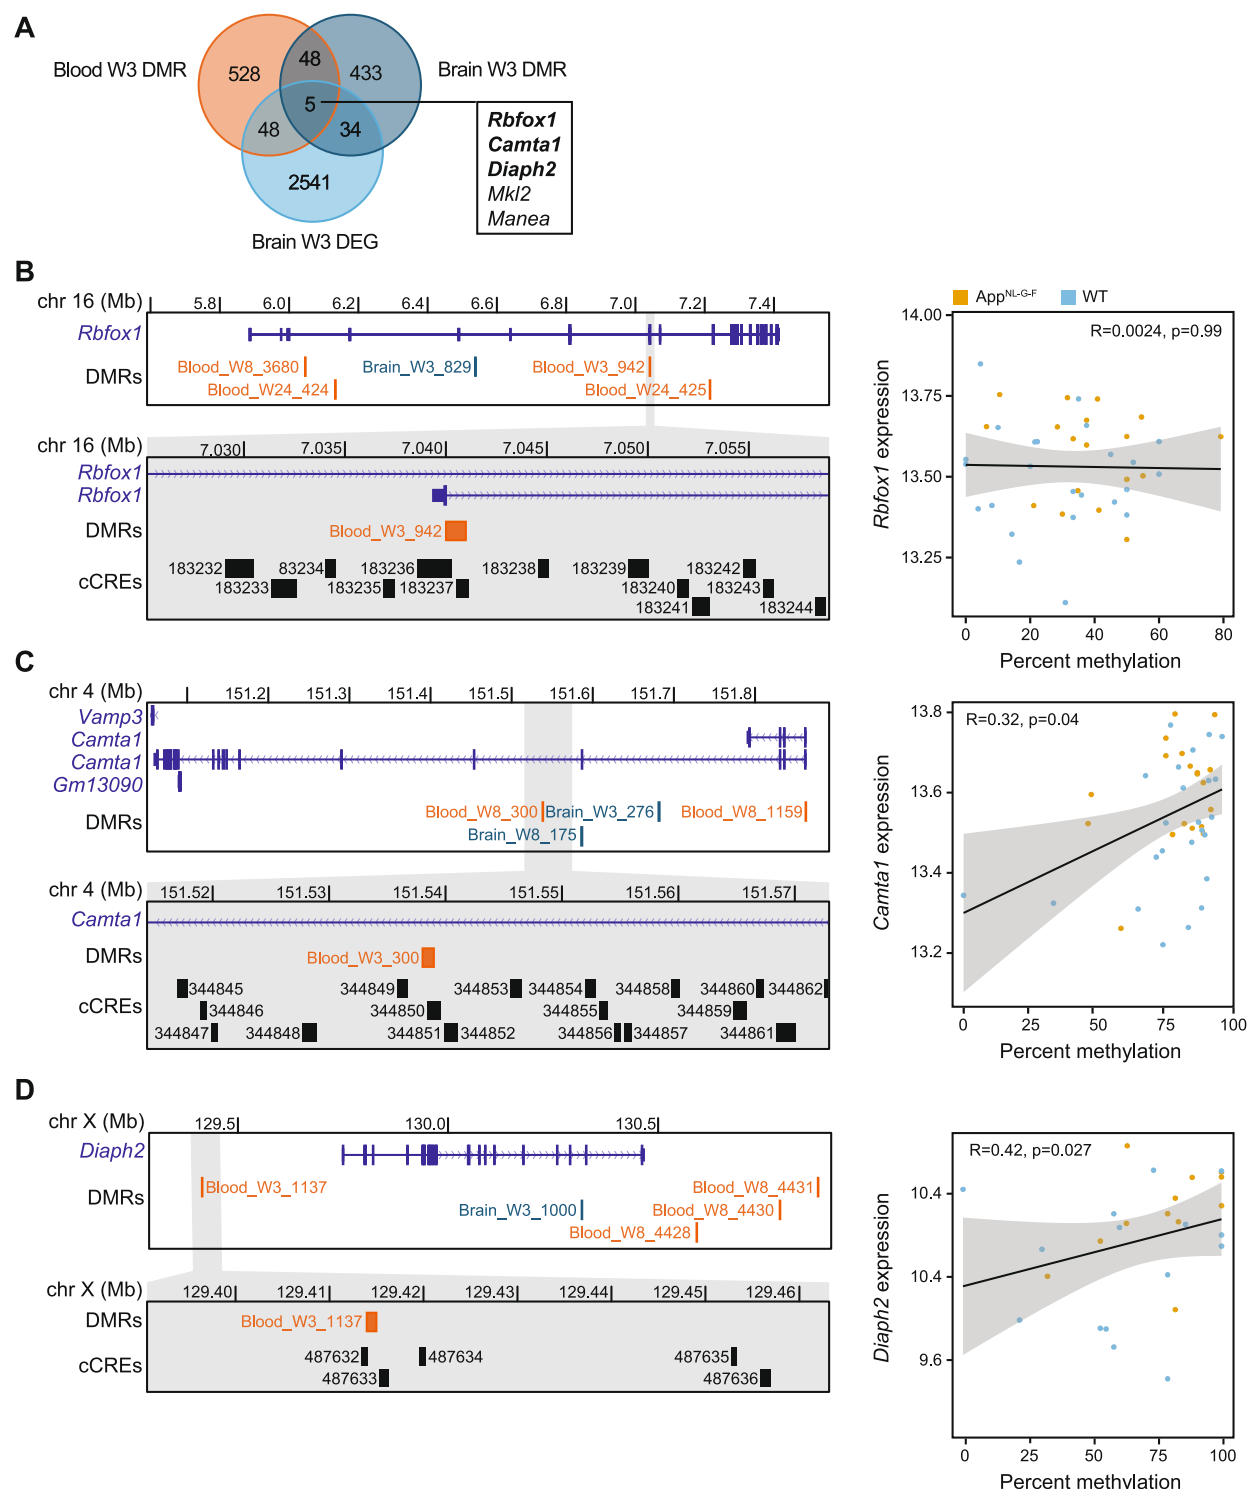 A
Blood W3 DMR
528
48
433
Brain W3 DMR
5
48
34
2541
Brain W3 DEG
Rbfox1
Camta1
Diaph2
Mkl2
Manea
B
chr 16 (Mb) 5.8 6.0 6.2 6.4 6.6 6.8 7.0 7.2 7.4
Rbfox1
DMRs
Blood_W8_3680 Brain_W3_829 Blood_W3_942
Blood_W24_424 Blood_W24_425
chr 16 (Mb) 7.030 7.035 7.040 7.045 7.050 7.055
Rbfox1
Rbfox1
DMRs Blood_W3_942
cCREs
183232 83234 183236 183238 183239 183242
183233 183235 183237 183240 183243
183241 183244
App^NL-G-F WT
R=0.0024, p=0.99
14.00
13.75
13.50
13.25
Rbfox1 expression
0 20 40 60 80
Percent methylation
C
chr 4 (Mb) 151.2 151.3 151.4 151.5 151.6 151.7 151.8
Vamp3
Camta1
Camta1
Gm13090
DMRs
Blood_W8_300 Brain_W3_276 Blood_W8_1159
Brain_W8_175
chr 4 (Mb) 151.52 151.53 151.54 151.55 151.56 151.57
Camta1
DMRs Blood_W3_300
cCREs
344845 344849 344853 344854 344858 344860 344862
344846 344850 344855 344859
344847 344848 344851 344852 344856 344857 344861
R=0.32, p=0.04
13.8
13.6
13.4
13.2
Camta1 expression
0 25 50 75 100
Percent methylation
D
chr X (Mb) 129.5 130.0 130.5
Diaph2
DMRs
Blood_W3_1137 Blood_W8_4431
Brain_W3_1000 Blood_W8_4430
Blood_W8_4428
chr X (Mb) 129.40 129.41 129.42 129.43 129.44 129.45 129.46
DMRs Blood_W3_1137
cCREs
487632 487634 487635
487633 487636
R=0.42, p=0.027
10.4
10.4
9.6
Diaph2 expression
0 25 50 75 100
Percent methylation